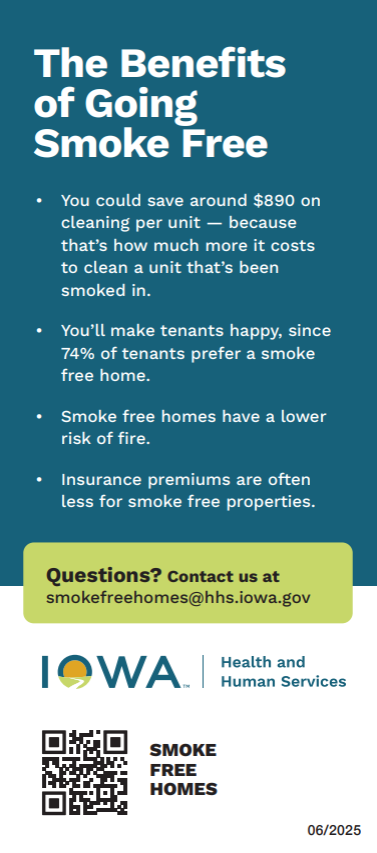 The Benefits
of Going
Smoke Free
• You could save around $890 on
cleaning per unit — because
that's how much more it costs
to clean a unit that's been
smoked in.
• You'll make tenants happy, since
74% of tenants prefer a smoke
free home.
• Smoke free homes have a lower
risk of fire.
• Insurance premiums are often
less for smoke free properties.
Questions? Contact us at
smokefreehomes@hhs.iowa.gov
IOWA™
Health and
Human Services
SMOKE
FREE
HOMES
06/2025